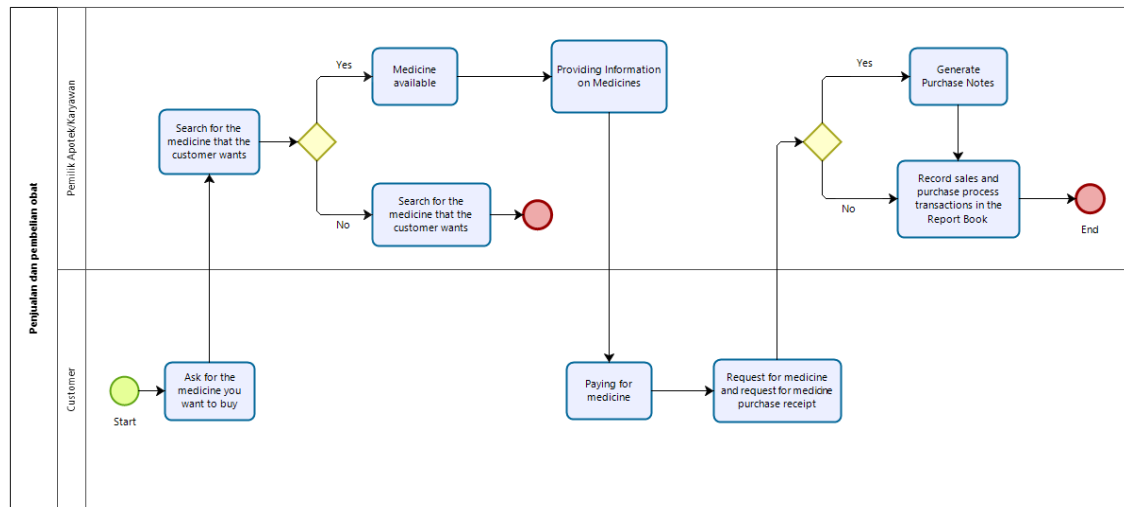 Penjualan dan pembelian obat
Pemilik Apotek/Karyawan
Search for the
medicine that the
customer wants
Yes
Medicine
available
Providing Information
on Medicines
No
Search for the
medicine that the
customer wants
Yes
Generate
Purchase Notes
No
Record sales and
purchase process
transactions in the
Report Book
End
Customer
Start
Ask for the
medicine you
want to buy
Paying for
medicine
Request for medicine
and request for medicine
purchase receipt